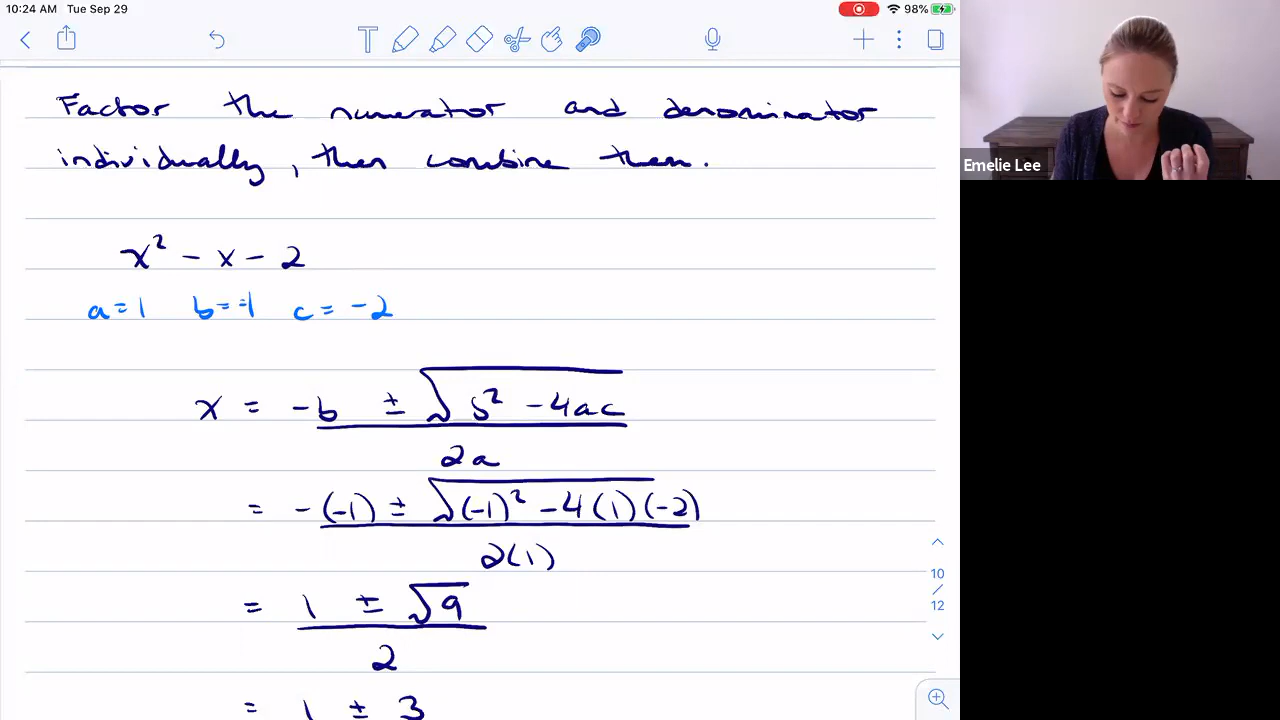 10:24 AM Tue Sep 29
98%
Factor the numerator and denominator
individually, then combine them.
x² - x - 2
a=1 b=-1 c= -2
x = -b ± √b² - 4ac
2a
= -(-1) ± √(-1)² - 4(1)(-2)
2(1)
= 1 ± √9
2
= 1 ± 3
10
/
12
Emelie Lee